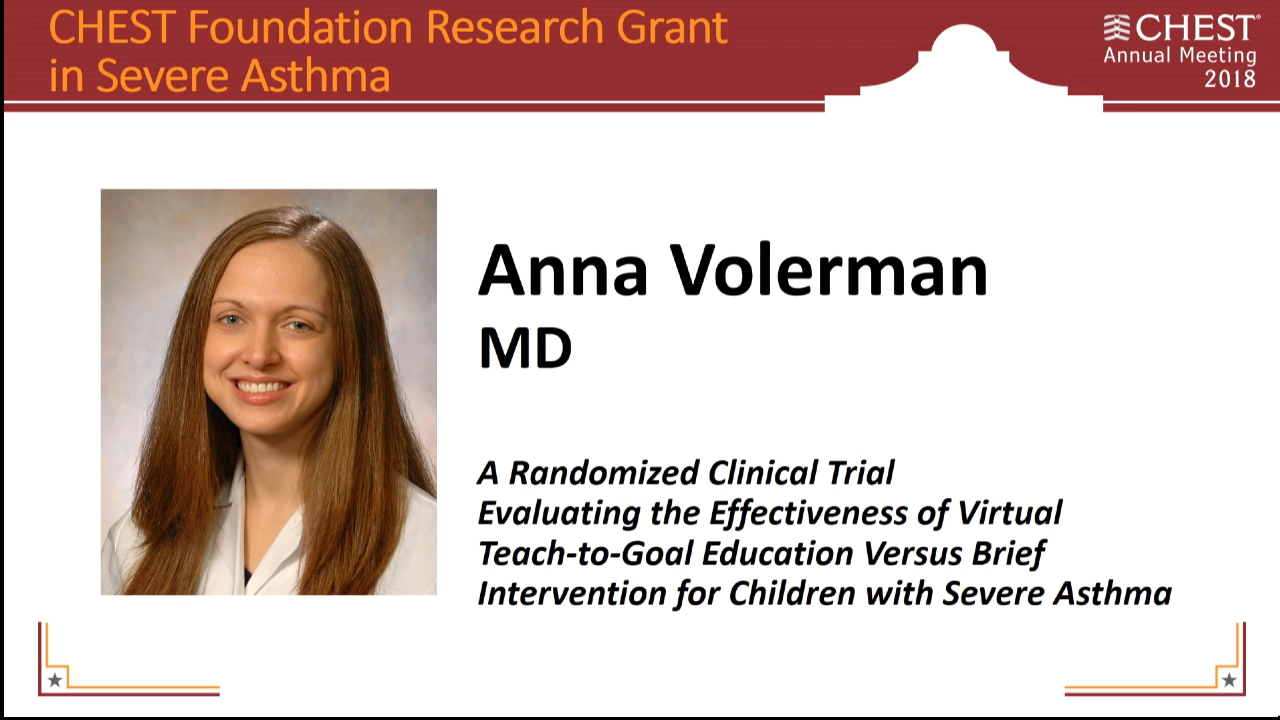 CHEST Foundation Research Grant
in Severe Asthma
CHEST
Annual Meeting
2018
Anna Volerman
MD
A Randomized Clinical Trial
Evaluating the Effectiveness of Virtual
Teach-to-Goal Education Versus Brief
Intervention for Children with Severe Asthma